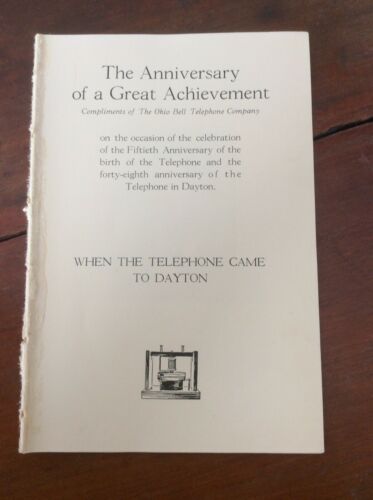 The Anniversary
of a Great Achievement
Compliments of The Ohio Bell Telephone Company
on the occasion of the celebration
of the Fiftieth Anniversary of the
birth of the Telephone and the
forty-eighth anniversary of the
Telephone in Dayton.
WHEN THE TELEPHONE CAME
TO DAYTON